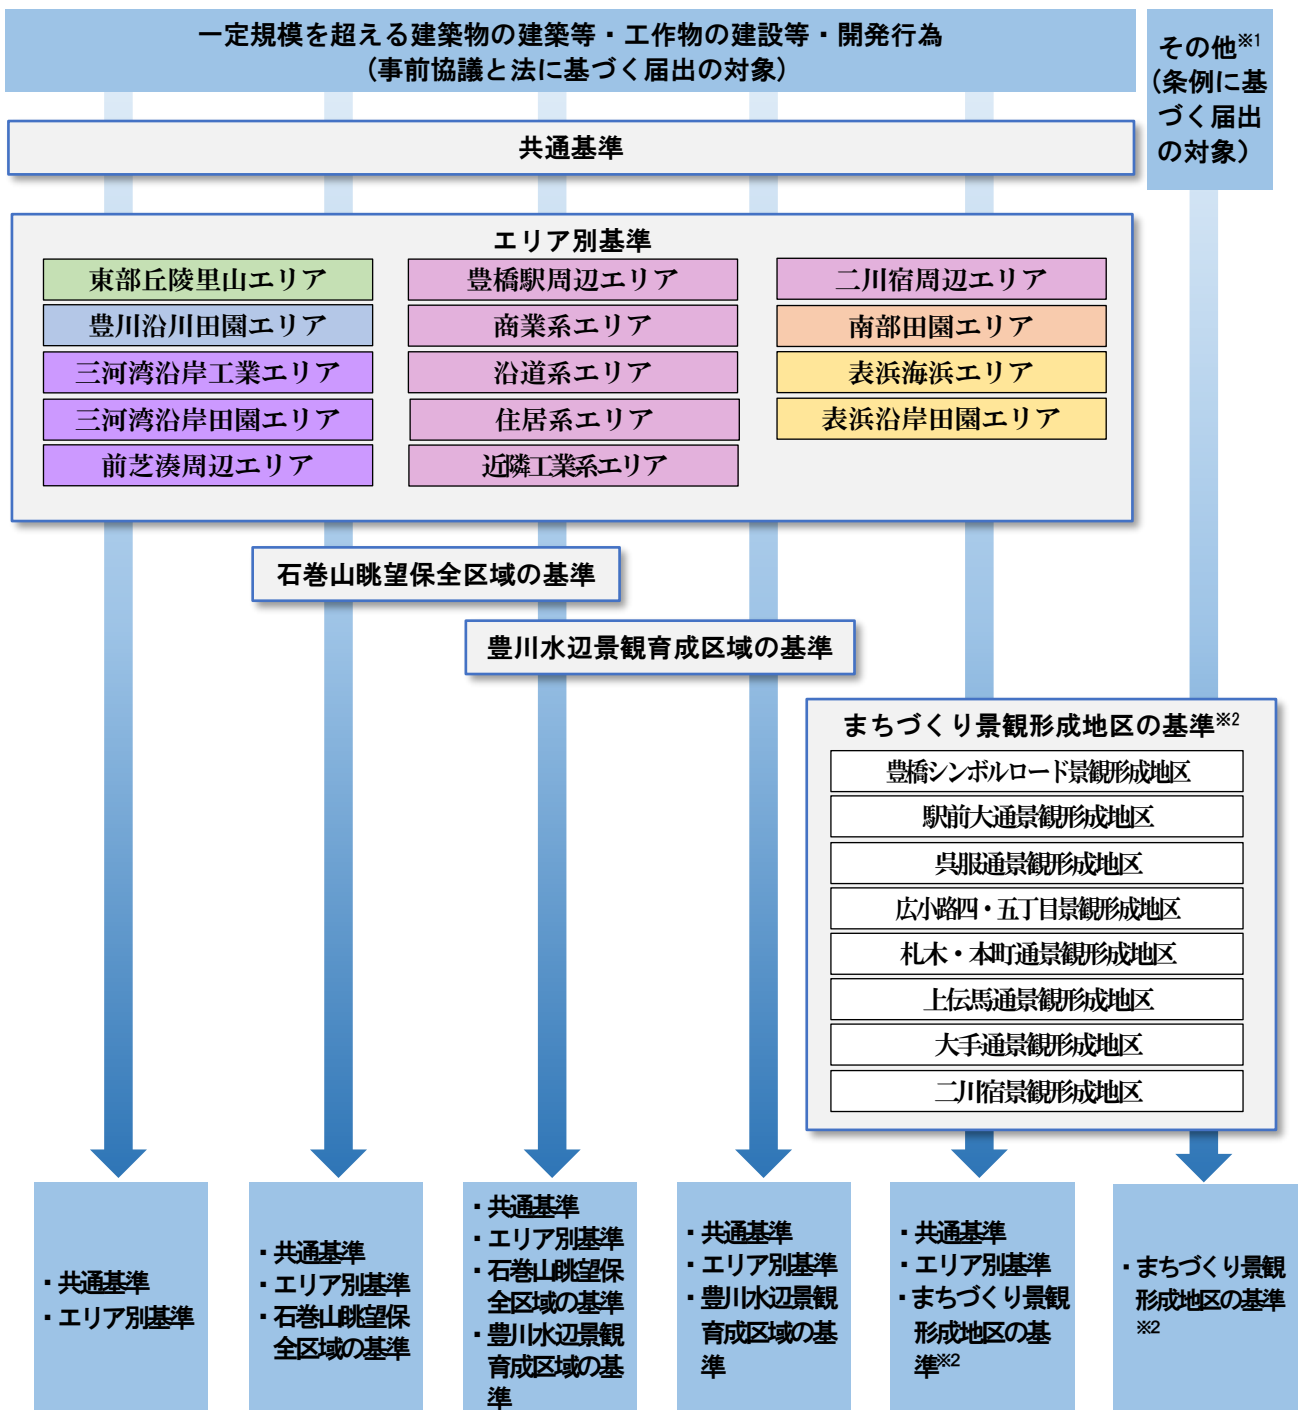 一定規模を超える建築物の建築等・工作物の建設等・開発行為
（事前協議と法に基づく届出の対象）
その他※1
（条例に基
づく届出
の対象）
共通基準
エリア別基準
東部丘陵里山エリア
豊川沿川田園エリア
三河湾沿岸工業エリア
三河湾沿岸田園エリア
前芝湊周辺エリア
豊橋駅周辺エリア
商業系エリア
沿道系エリア
住居系エリア
近隣工業系エリア
二川宿周辺エリア
南部田園エリア
表浜海浜エリア
表浜沿岸田園エリア
石巻山眺望保全区域の基準
豊川水辺景観育成区域の基準
まちづくり景観形成地区の基準※2
豊橋シンボルロード景観形成地区
駅前大通景観形成地区
呉服通景観形成地区
広小路四・五丁目景観形成地区
札木・本町通景観形成地区
上伝馬通景観形成地区
大手通景観形成地区
二川宿景観形成地区
・共通基準
・エリア別基準
・共通基準
・エリア別基準
・石巻山眺望保
全区域の基準
・共通基準
・エリア別基準
・石巻山眺望保
全区域の基準
・豊川水辺景観
育成区域の基
準
・共通基準
・エリア別基準
・豊川水辺景観
育成区域の基
準
・共通基準
・エリア別基準
・まちづくり景観
形成地区の基
準※2
・まちづくり景観
形成地区の基準
※2